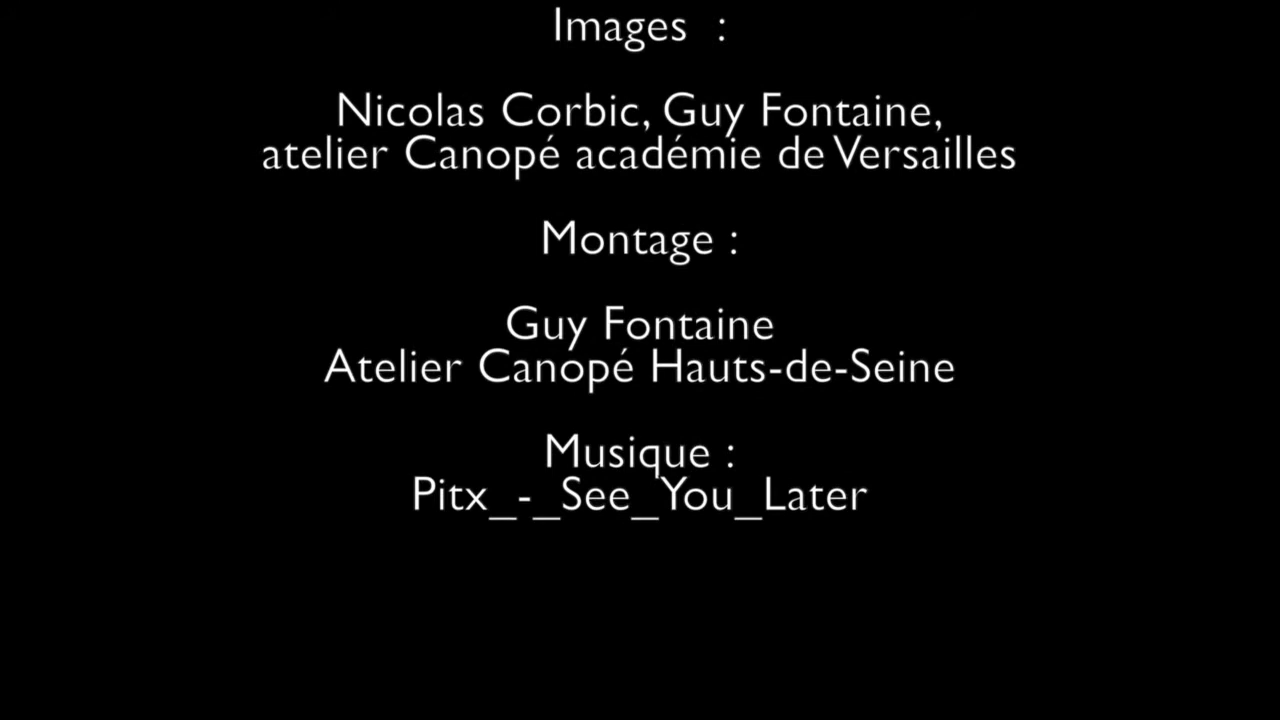 Images  :
Nicolas Corbic, Guy Fontaine,
atelier Canopé académie de Versailles
Montage :
Guy Fontaine
Atelier Canopé Hauts-de-Seine
Musique :
Pitx_-_See_You_Later